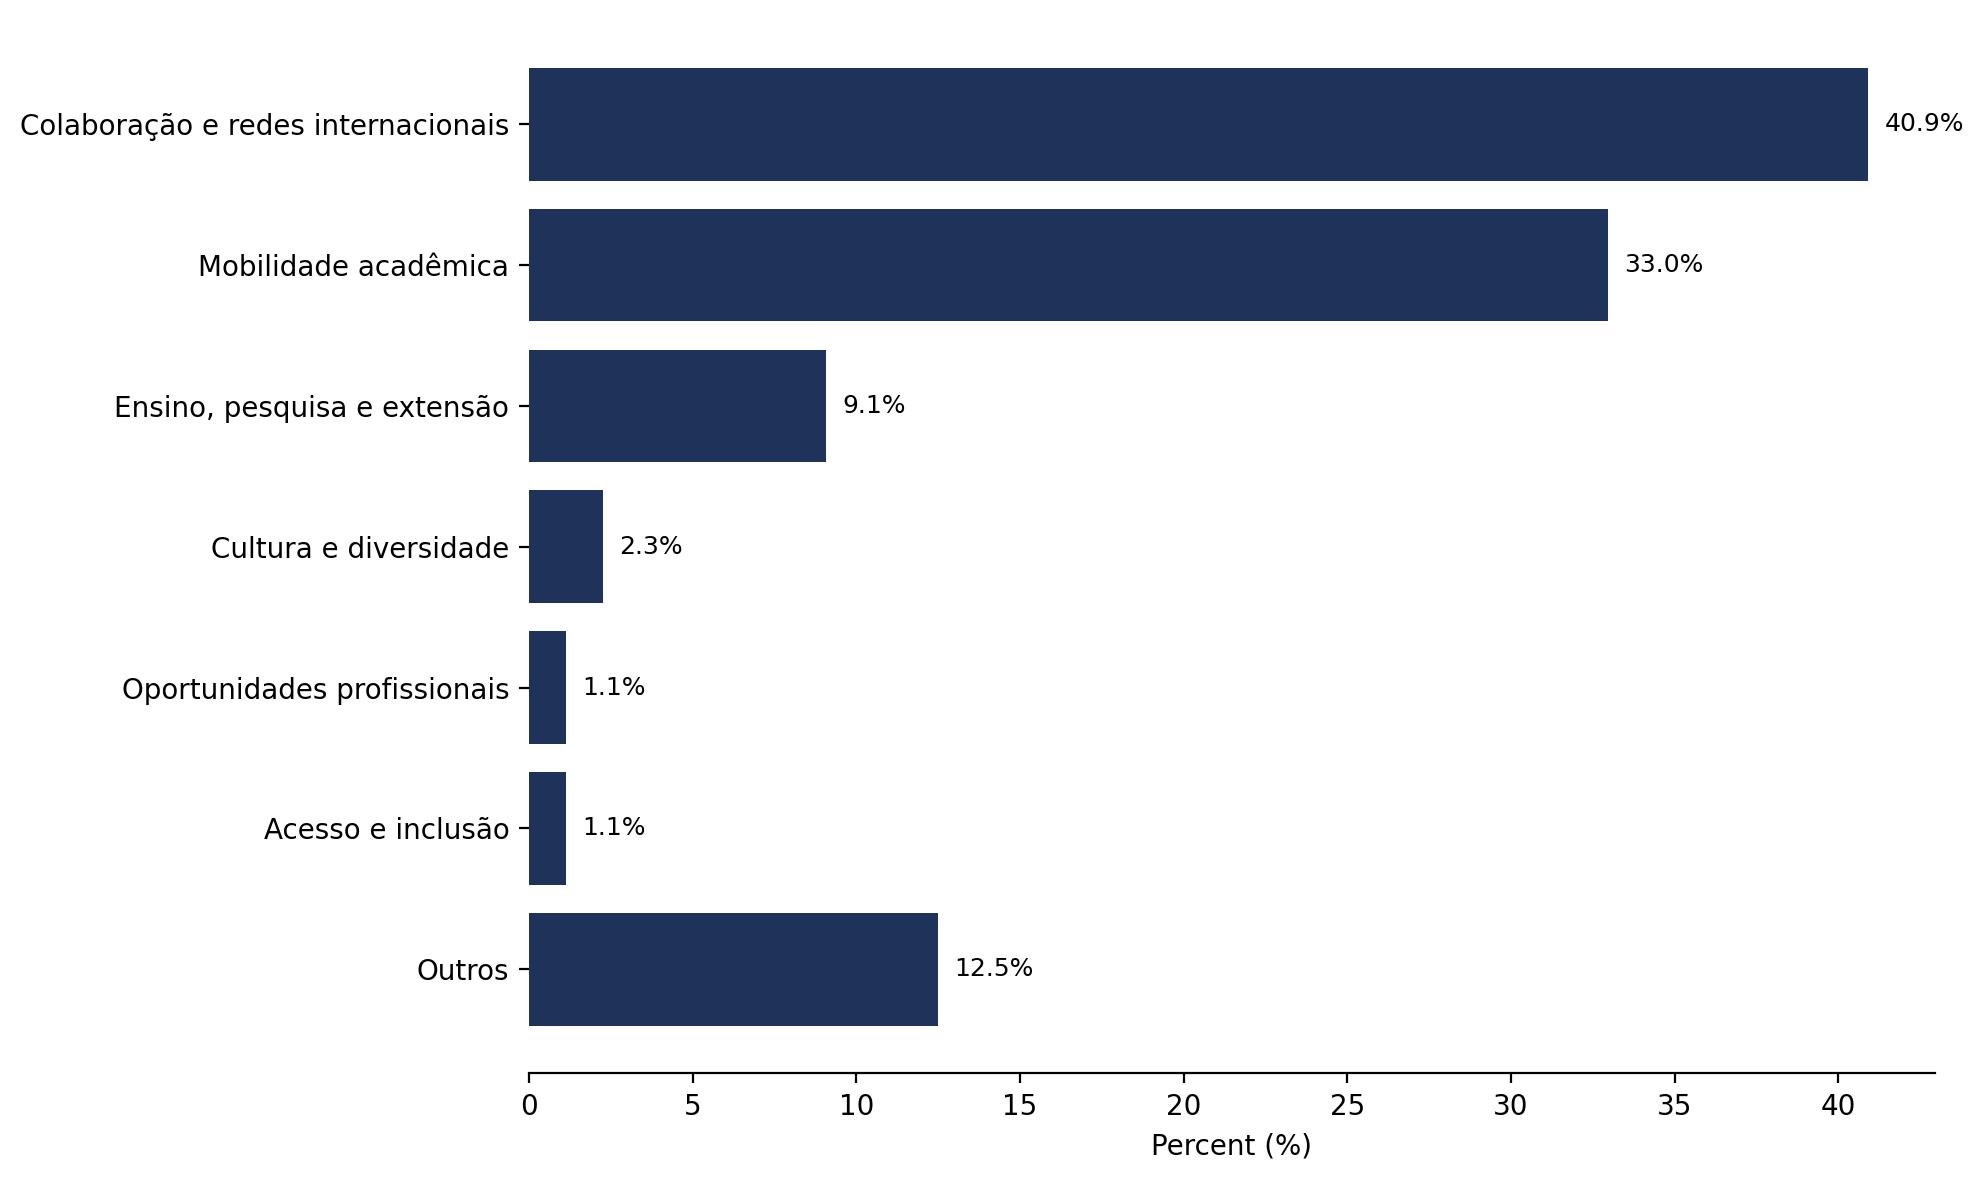 Colaboração e redes internacionais
40.9%
Mobilidade acadêmica
33.0%
Ensino, pesquisa e extensão
9.1%
Cultura e diversidade
2.3%
Oportunidades profissionais
1.1%
Acesso e inclusão
1.1%
Outros
12.5%
0 5 10 15 20 25 30 35 40
Percent (%)